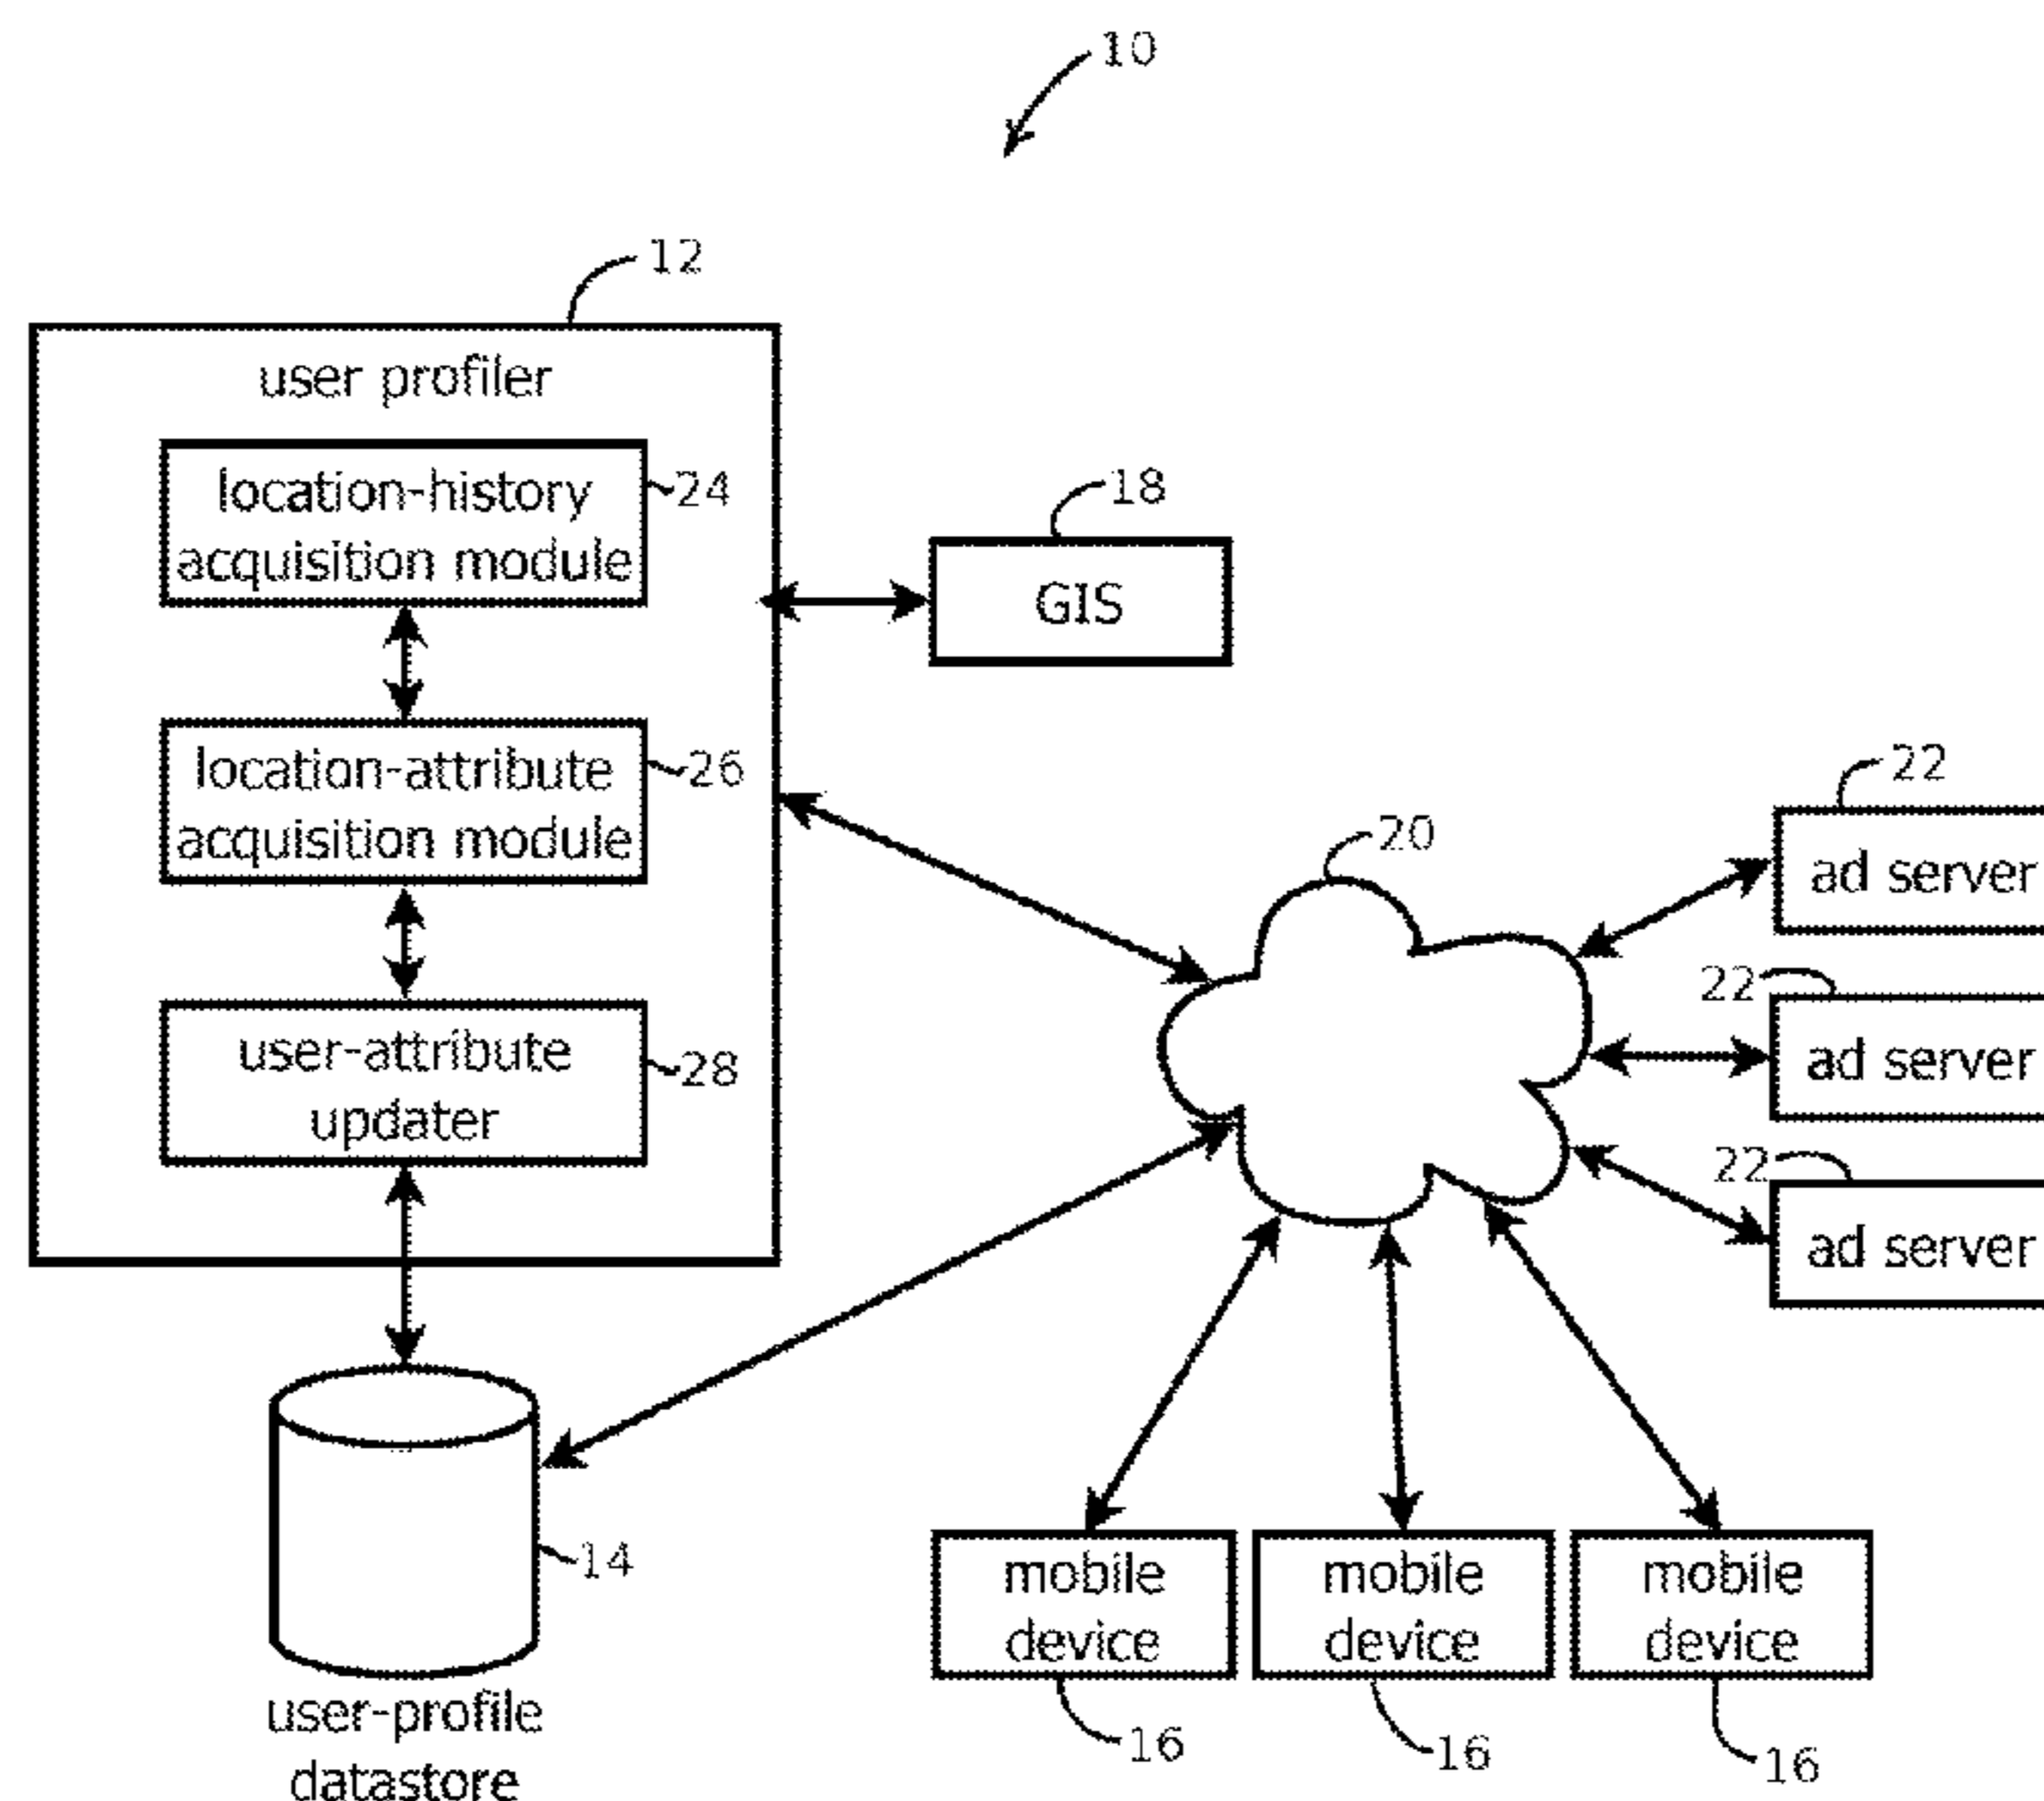 10
12
user profiler
location-history
acquisition module
24
18
GIS
location-attribute
acquisition module
26
22
ad server
20
22
ad server
user-attribute
updater
28
22
ad server
14
user-profile
datastore
mobile
device
mobile
device
mobile
device
16
16
16